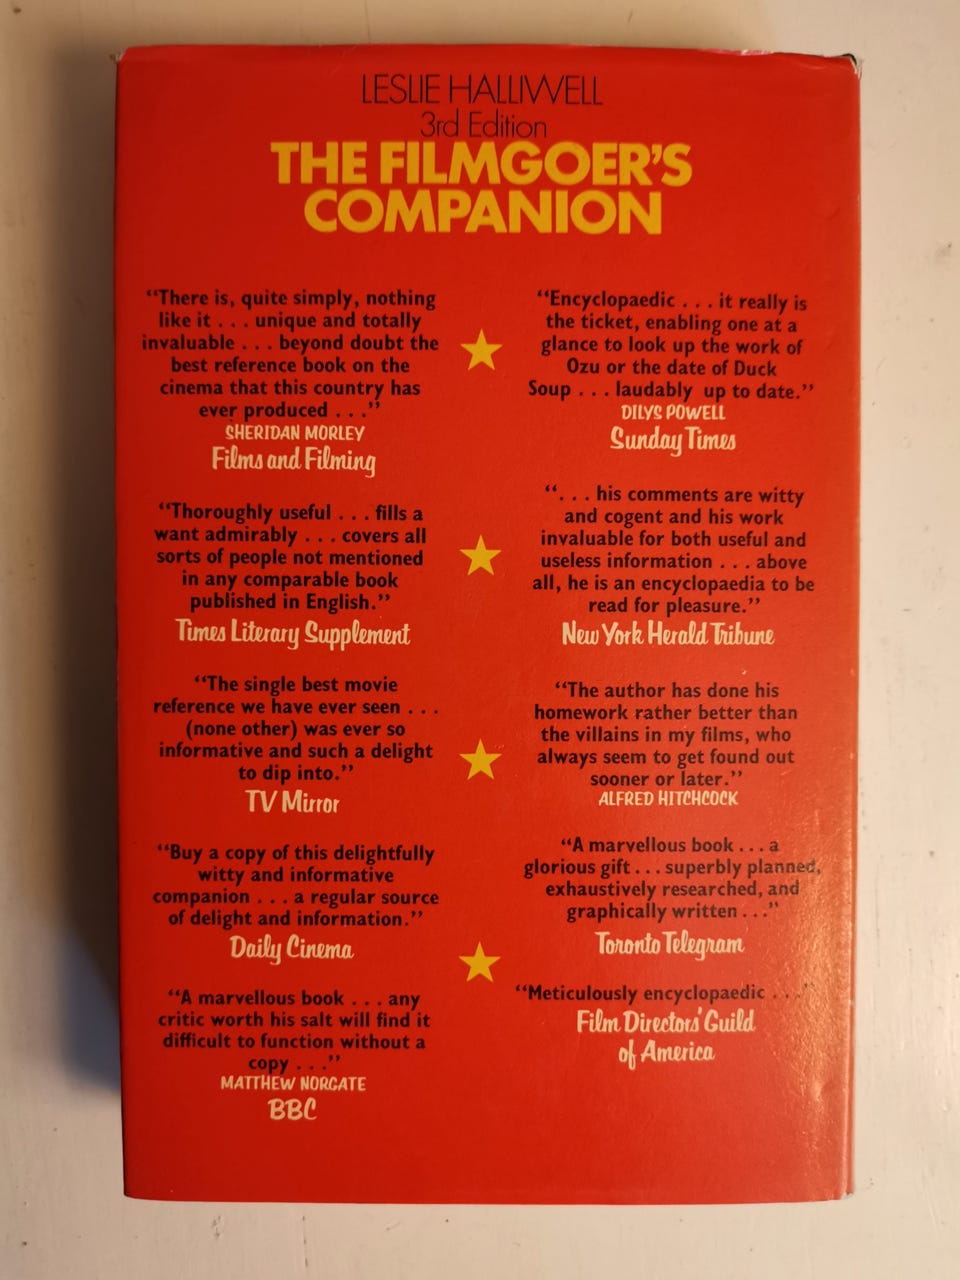 LESLIE HALLIWELL
3rd Edition
THE FILMGOER'S
COMPANION
“There is, quite simply, nothing
like it . . . unique and totally
invaluable . . . beyond doubt the
best reference book on the
cinema that this country has
ever produced . . .”
SHERIDAN MORLEY
Films and Filming
“Thoroughly useful . . . fills a
want admirably . . . covers all
sorts of people not mentioned
in any comparable book
published in English.”
Times Literary Supplement
“The single best movie
reference we have ever seen . . .
(none other) was ever so
informative and such a delight
to dip into.”
TV Mirror
“Buy a copy of this delightfully
witty and informative
companion . . . a regular source
of delight and information.”
Daily Cinema
“A marvellous book . . . any
critic worth his salt will find it
difficult to function without a
copy . . .”
MATTHEW NORGATE
BBC
“Encyclopaedic . . . it really is
the ticket, enabling one at a
glance to look up the work of
Ozu or the date of Duck
Soup . . . laudably up to date.”
DILYS POWELL
Sunday Times
“. . . his comments are witty
and cogent and his work
invaluable for both useful and
useless information . . . above
all, he is an encyclopaedia to be
read for pleasure.”
New York Herald Tribune
“The author has done his
homework rather better than
the villains in my films, who
always seem to get found out
sooner or later.”
ALFRED HITCHCOCK
“A marvellous book . . . a
glorious gift . . . superbly planned,
exhaustively researched, and
graphically written . . .”
Toronto Telegram
“Meticulously encyclopaedic . . .”
Film Directors' Guild
of America